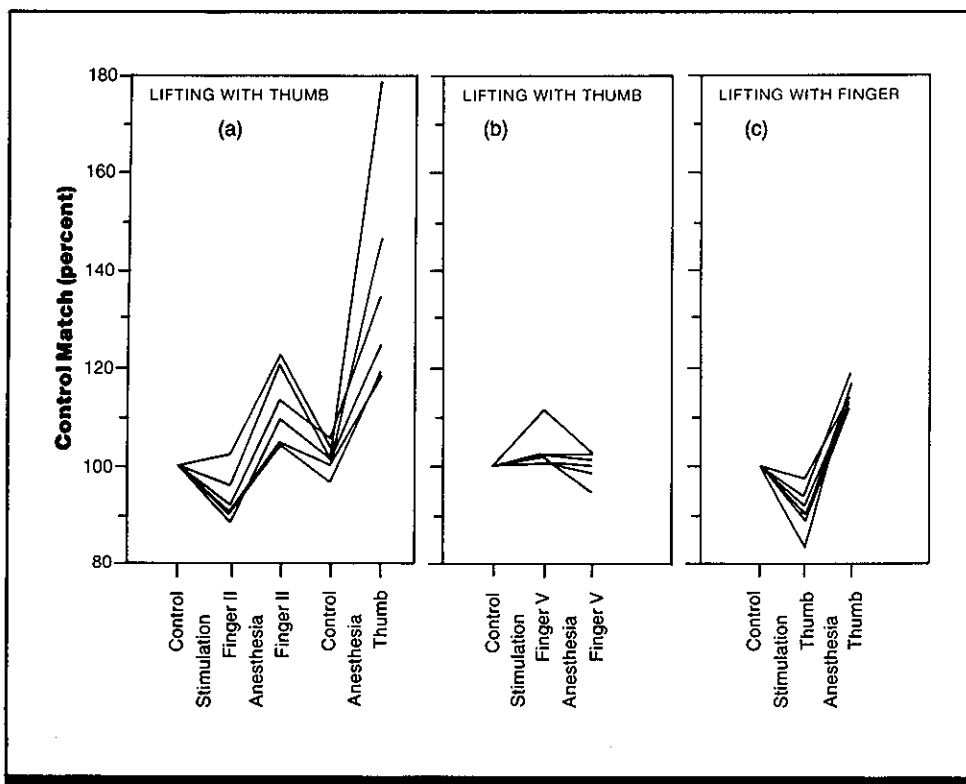 Control Match (percent)
180
160
140
120
100
80
LIFTING WITH THUMB
(a)
Control
Stimulation
Finger II
Anesthesia
Finger II
Control
Anesthesia
Thumb
LIFTING WITH THUMB
(b)
Control
Stimulation
Finger V
Anesthesia
Finger V
LIFTING WITH FINGER
(c)
Control
Stimulation
Thumb
Anesthesia
Thumb